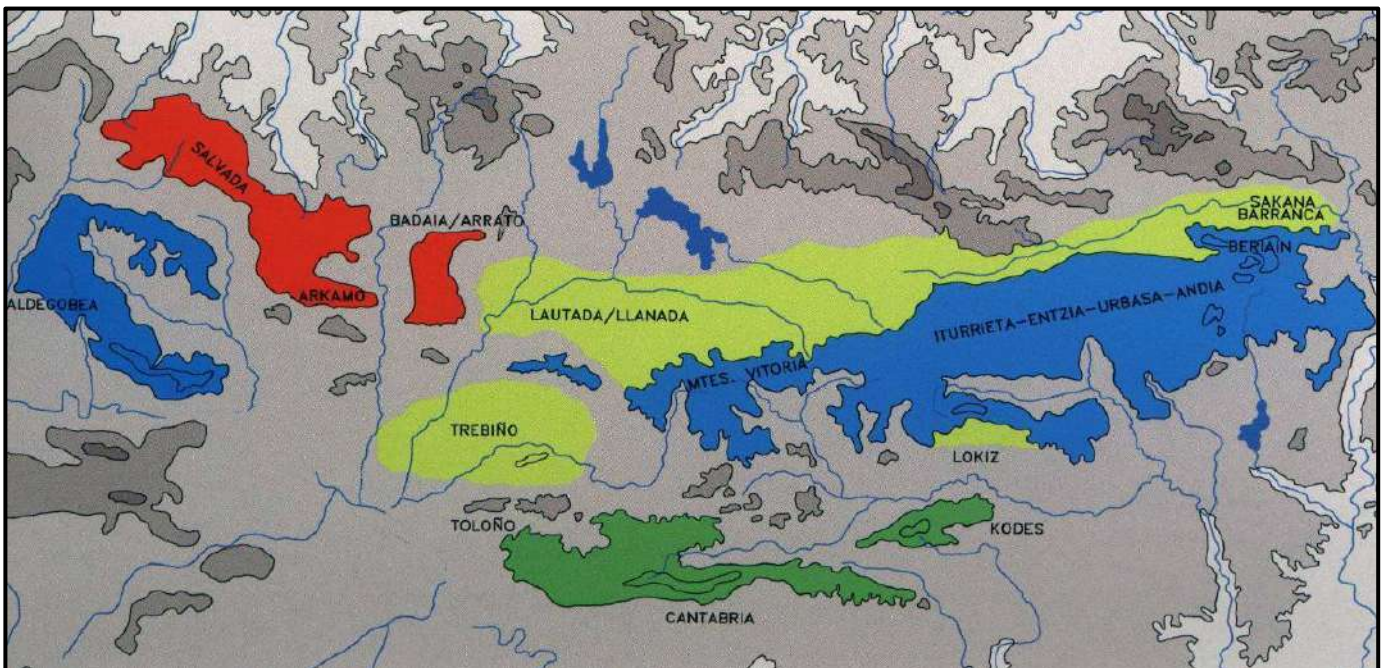 SALVADA
BADAIA/ARRATO
SAKANA
BARRANCA
BERIAIN
ARKAMO
ALDEGOBEA
LAUTADA/LLANADA
ITURRIETA-ENTZIA-URBASA-ANDIA
MTES. VITORIA
TREBIÑO
LOKIZ
TOLOÑO
KODES
CANTABRIA